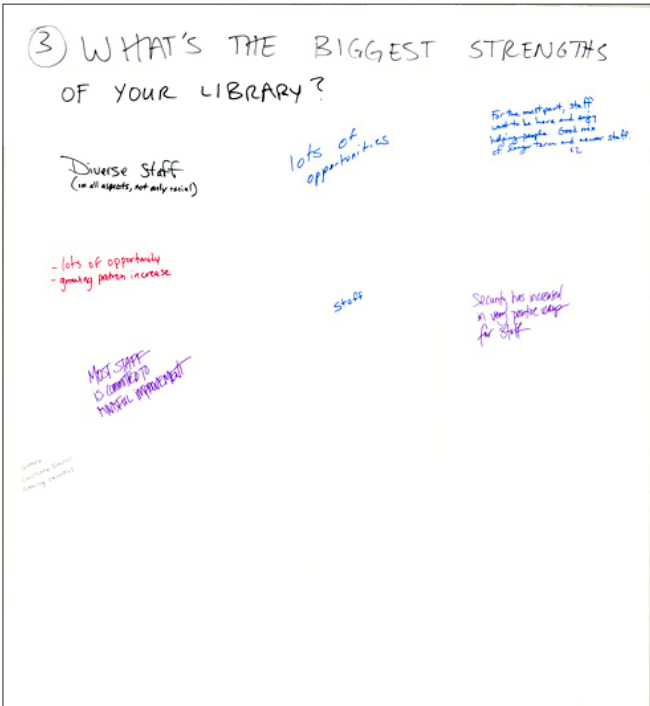 ③ WHAT'S THE BIGGEST STRENGTHS
OF YOUR LIBRARY?
For the most part, staff
want to be here and enjoy
helping people. Good mix
of longer term and newer staff.
x2
lots of
opportunities
Diverse Staff
(in all aspects, not only racial)
- lots of opportunity
- growing patron increase
staff
Security has increased
in very positive ways
for staff
MOST STAFF
IS COMMITTED TO
IMPROVEMENT